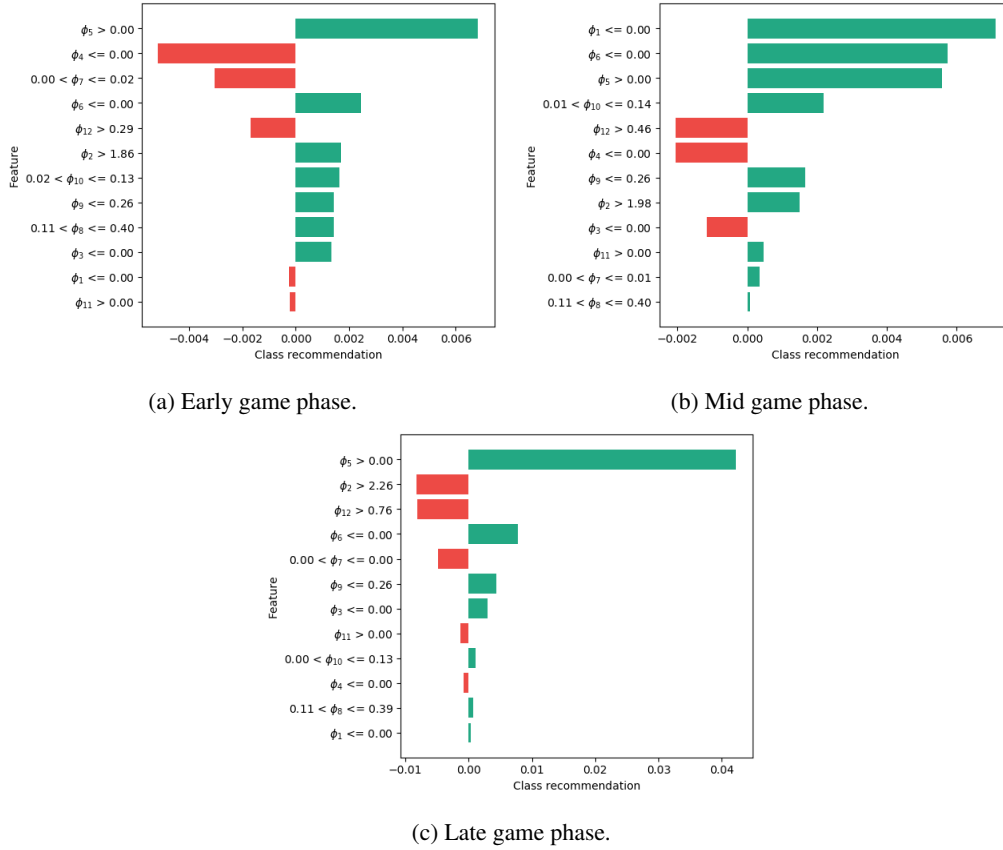 ϕ5 > 0.00
ϕ4 <= 0.00
0.00 < ϕ7 <= 0.02
ϕ6 <= 0.00
ϕ12 > 0.29
ϕ2 > 1.86
0.02 < ϕ10 <= 0.13
ϕ9 <= 0.26
0.11 < ϕ8 <= 0.40
ϕ3 <= 0.00
ϕ1 <= 0.00
ϕ11 > 0.00
Feature
−0.004 −0.002 0.000 0.002 0.004 0.006
Class recommendation
(a) Early game phase.
ϕ1 <= 0.00
ϕ6 <= 0.00
ϕ5 > 0.00
0.01 < ϕ10 <= 0.14
ϕ12 > 0.46
ϕ4 <= 0.00
ϕ9 <= 0.26
ϕ2 > 1.98
ϕ3 <= 0.00
ϕ11 > 0.00
0.00 < ϕ7 <= 0.01
0.11 < ϕ8 <= 0.40
Feature
−0.002 0.000 0.002 0.004 0.006
Class recommendation
(b) Mid game phase.
ϕ5 > 0.00
ϕ2 > 2.26
ϕ12 > 0.76
ϕ6 <= 0.00
0.00 < ϕ7 <= 0.00
ϕ9 <= 0.26
ϕ3 <= 0.00
ϕ11 > 0.00
0.00 < ϕ10 <= 0.13
ϕ4 <= 0.00
0.11 < ϕ8 <= 0.39
ϕ1 <= 0.00
Feature
−0.01 0.00 0.01 0.02 0.03 0.04
Class recommendation
(c) Late game phase.